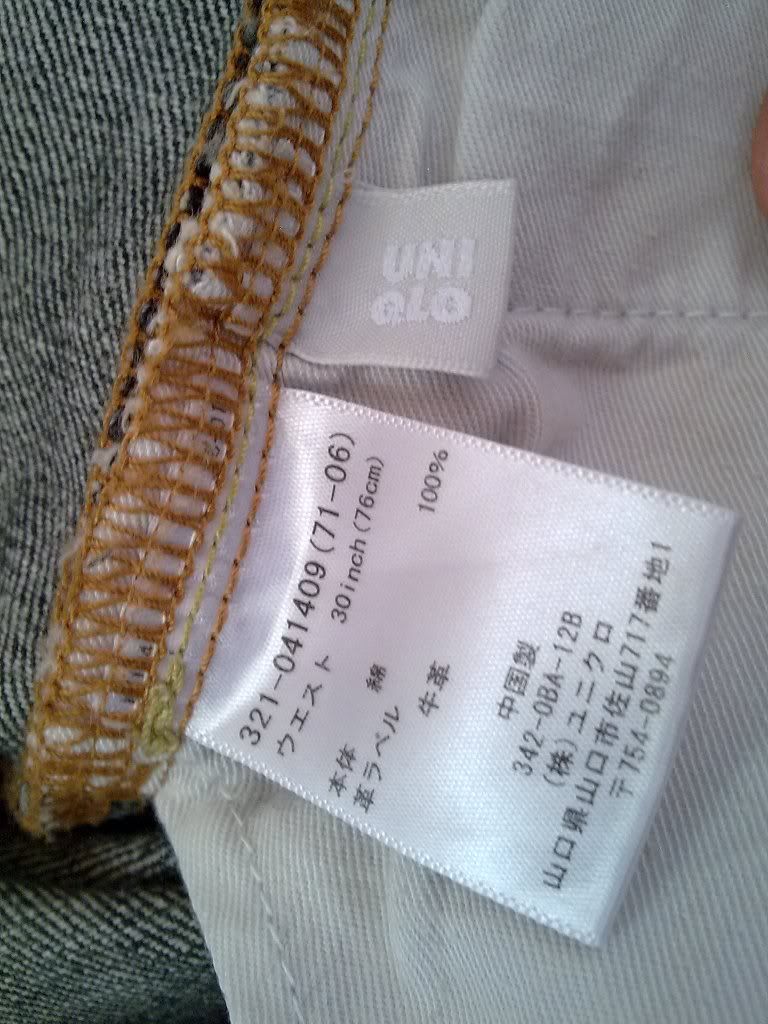 UNI
QLO
321-041409(71-06)
ウエスト 30inch(76cm)
本体 綿 100%
革ラベル 牛革
中国製
342-0BA-12B
(株)ユニクロ
山口県山口市佐山717番地1
〒754-0894